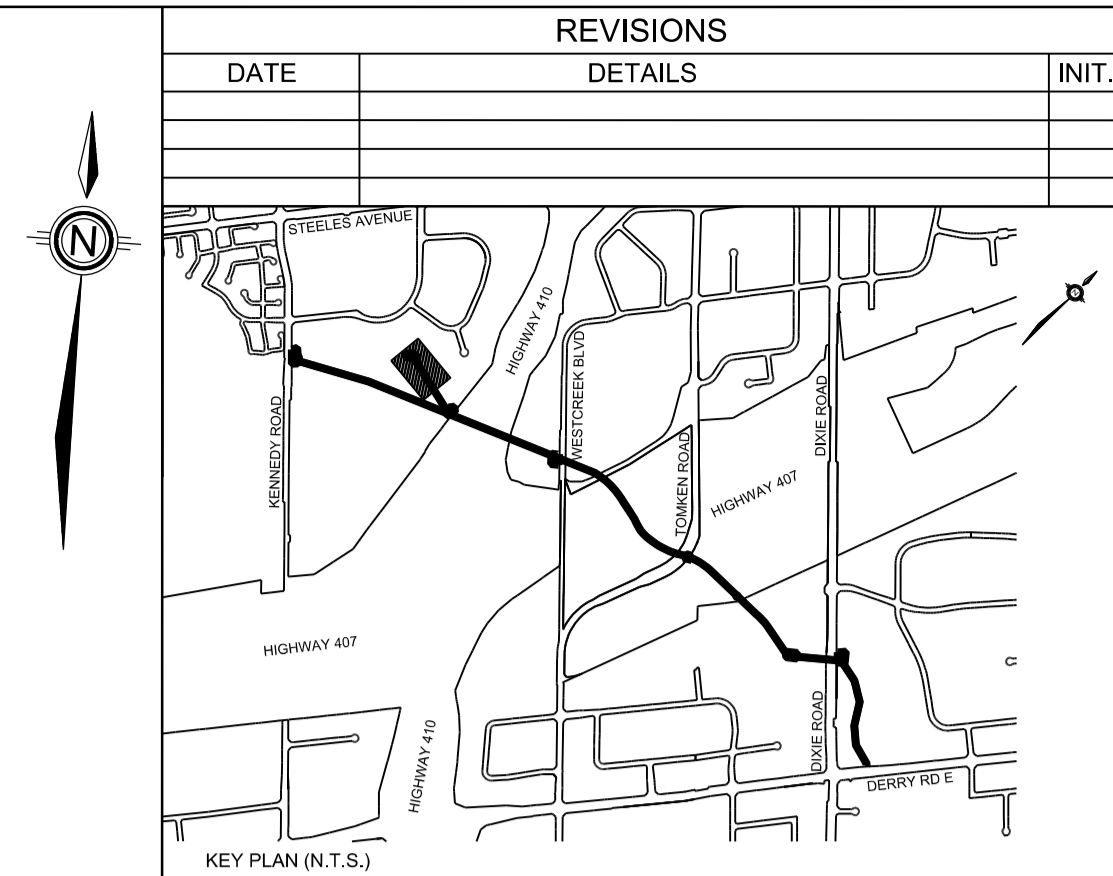 REVISIONS
DATE DETAILS INIT.
N
STEELES AVENUE
HIGHWAY 410
WESTCREEK BLVD
KENNEDY ROAD
DIXIE ROAD
TOMKEN ROAD
HIGHWAY 407
HIGHWAY 407
HIGHWAY 410
DIXIE ROAD
DERRY RD E
KEY PLAN (N.T.S.)